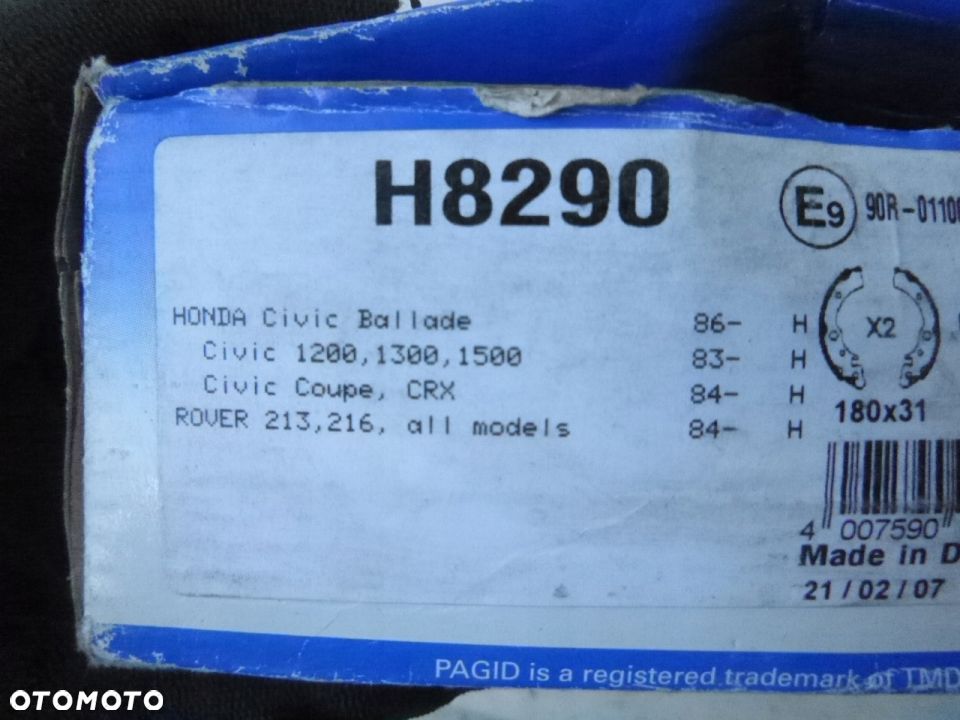 H8290
E9 90R-01100
HONDA Civic Ballade 86- H
Civic 1200,1300,1500 83- H
Civic Coupe, CRX 84- H
ROVER 213,216, all models 84- H
X2
180x31
4 007590
Made in D
21/02/07
PAGID is a registered trademark of TMD
OTOMOTO